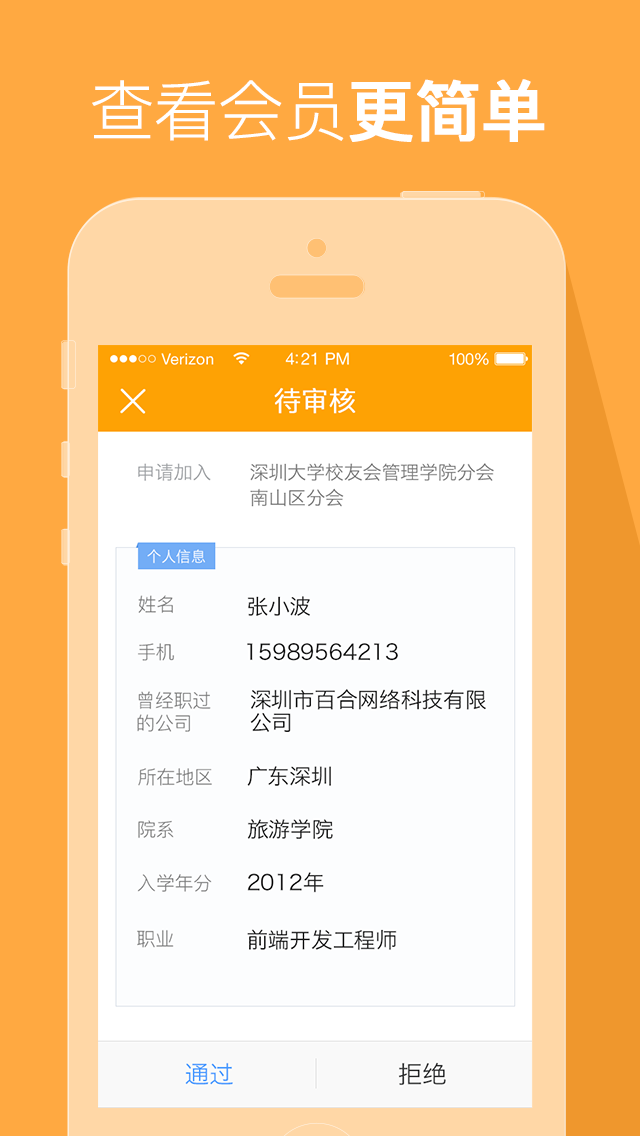 查看会员更简单
Verizon 4:21 PM 100%
待审核
申请加入 深圳大学校友会管理学院分会
南山区分会
个人信息
姓名 张小波
手机 15989564213
曾经职过 深圳市百合网络科技有限
的公司 公司
所在地区 广东深圳
院系 旅游学院
入学年分 2012年
职业 前端开发工程师
通过 拒绝